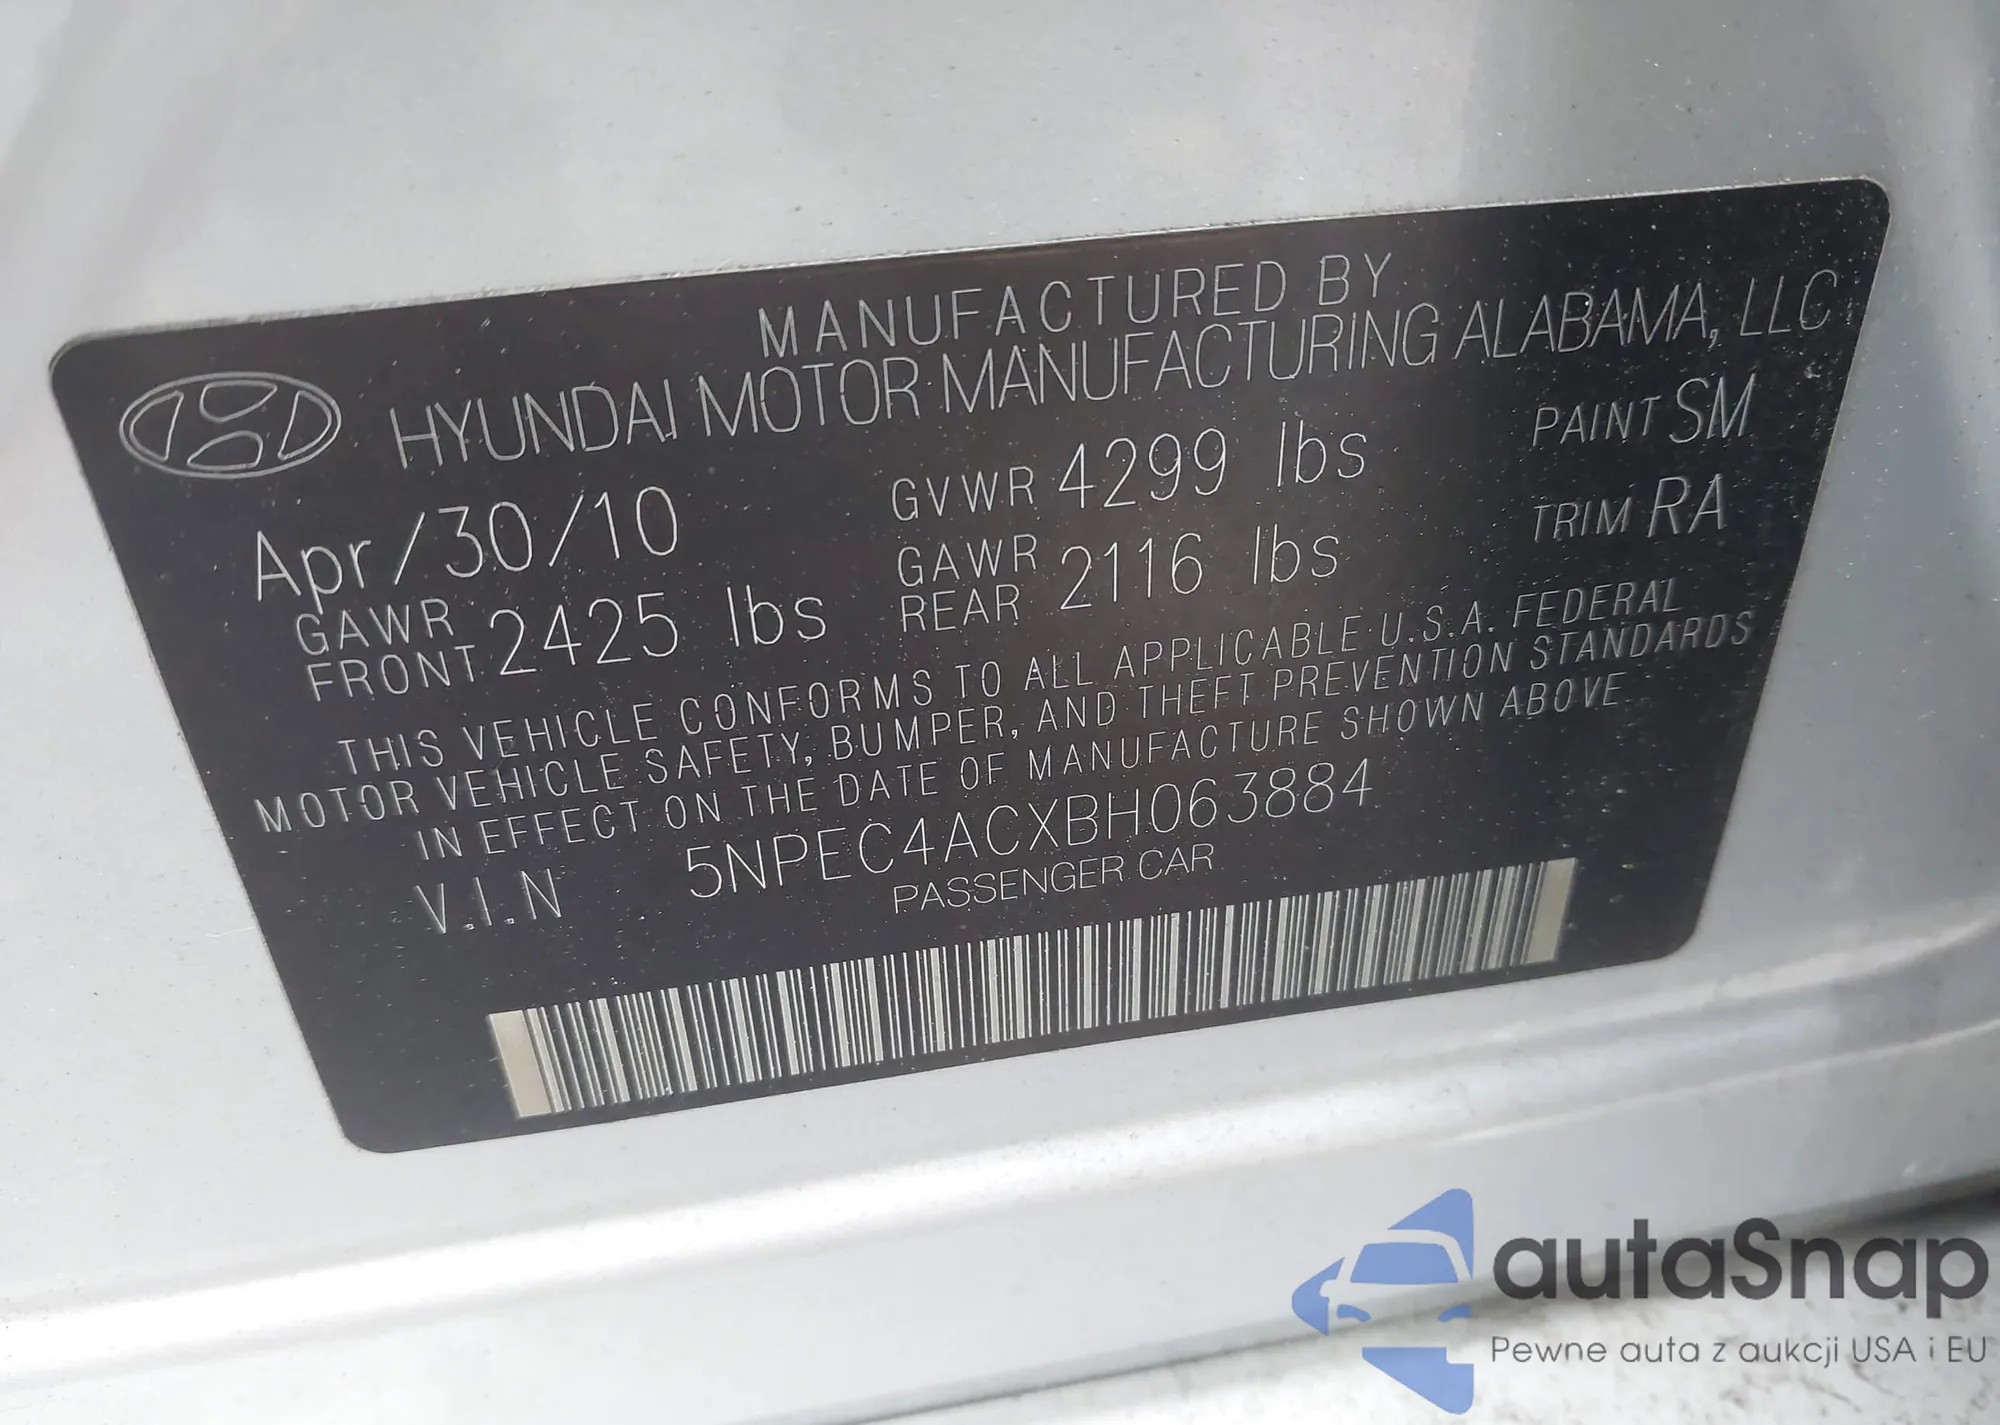 MANUFACTURED BY
HYUNDAI MOTOR MANUFACTURING ALABAMA, LLC
Apr/30/10 GVWR 4299 lbs PAINT SM
GAWR FRONT 2425 lbs GAWR REAR 2116 lbs TRIM RA
THIS VEHICLE CONFORMS TO ALL APPLICABLE U.S.A. FEDERAL
MOTOR VEHICLE SAFETY, BUMPER, AND THEFT PREVENTION STANDARDS
IN EFFECT ON THE DATE OF MANUFACTURE SHOWN ABOVE.
V.I.N 5NPEC4ACXBH063884
PASSENGER CAR
autaSnap
Pewne auta z aukcji USA i EU